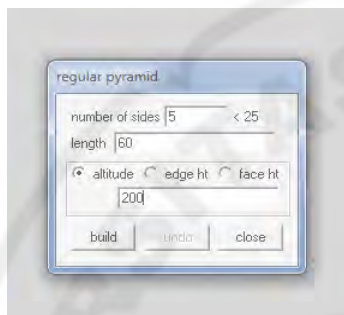 regular pyramid
number of sides 5 < 25
length 60
altitude edge ht face ht
200
build undo close